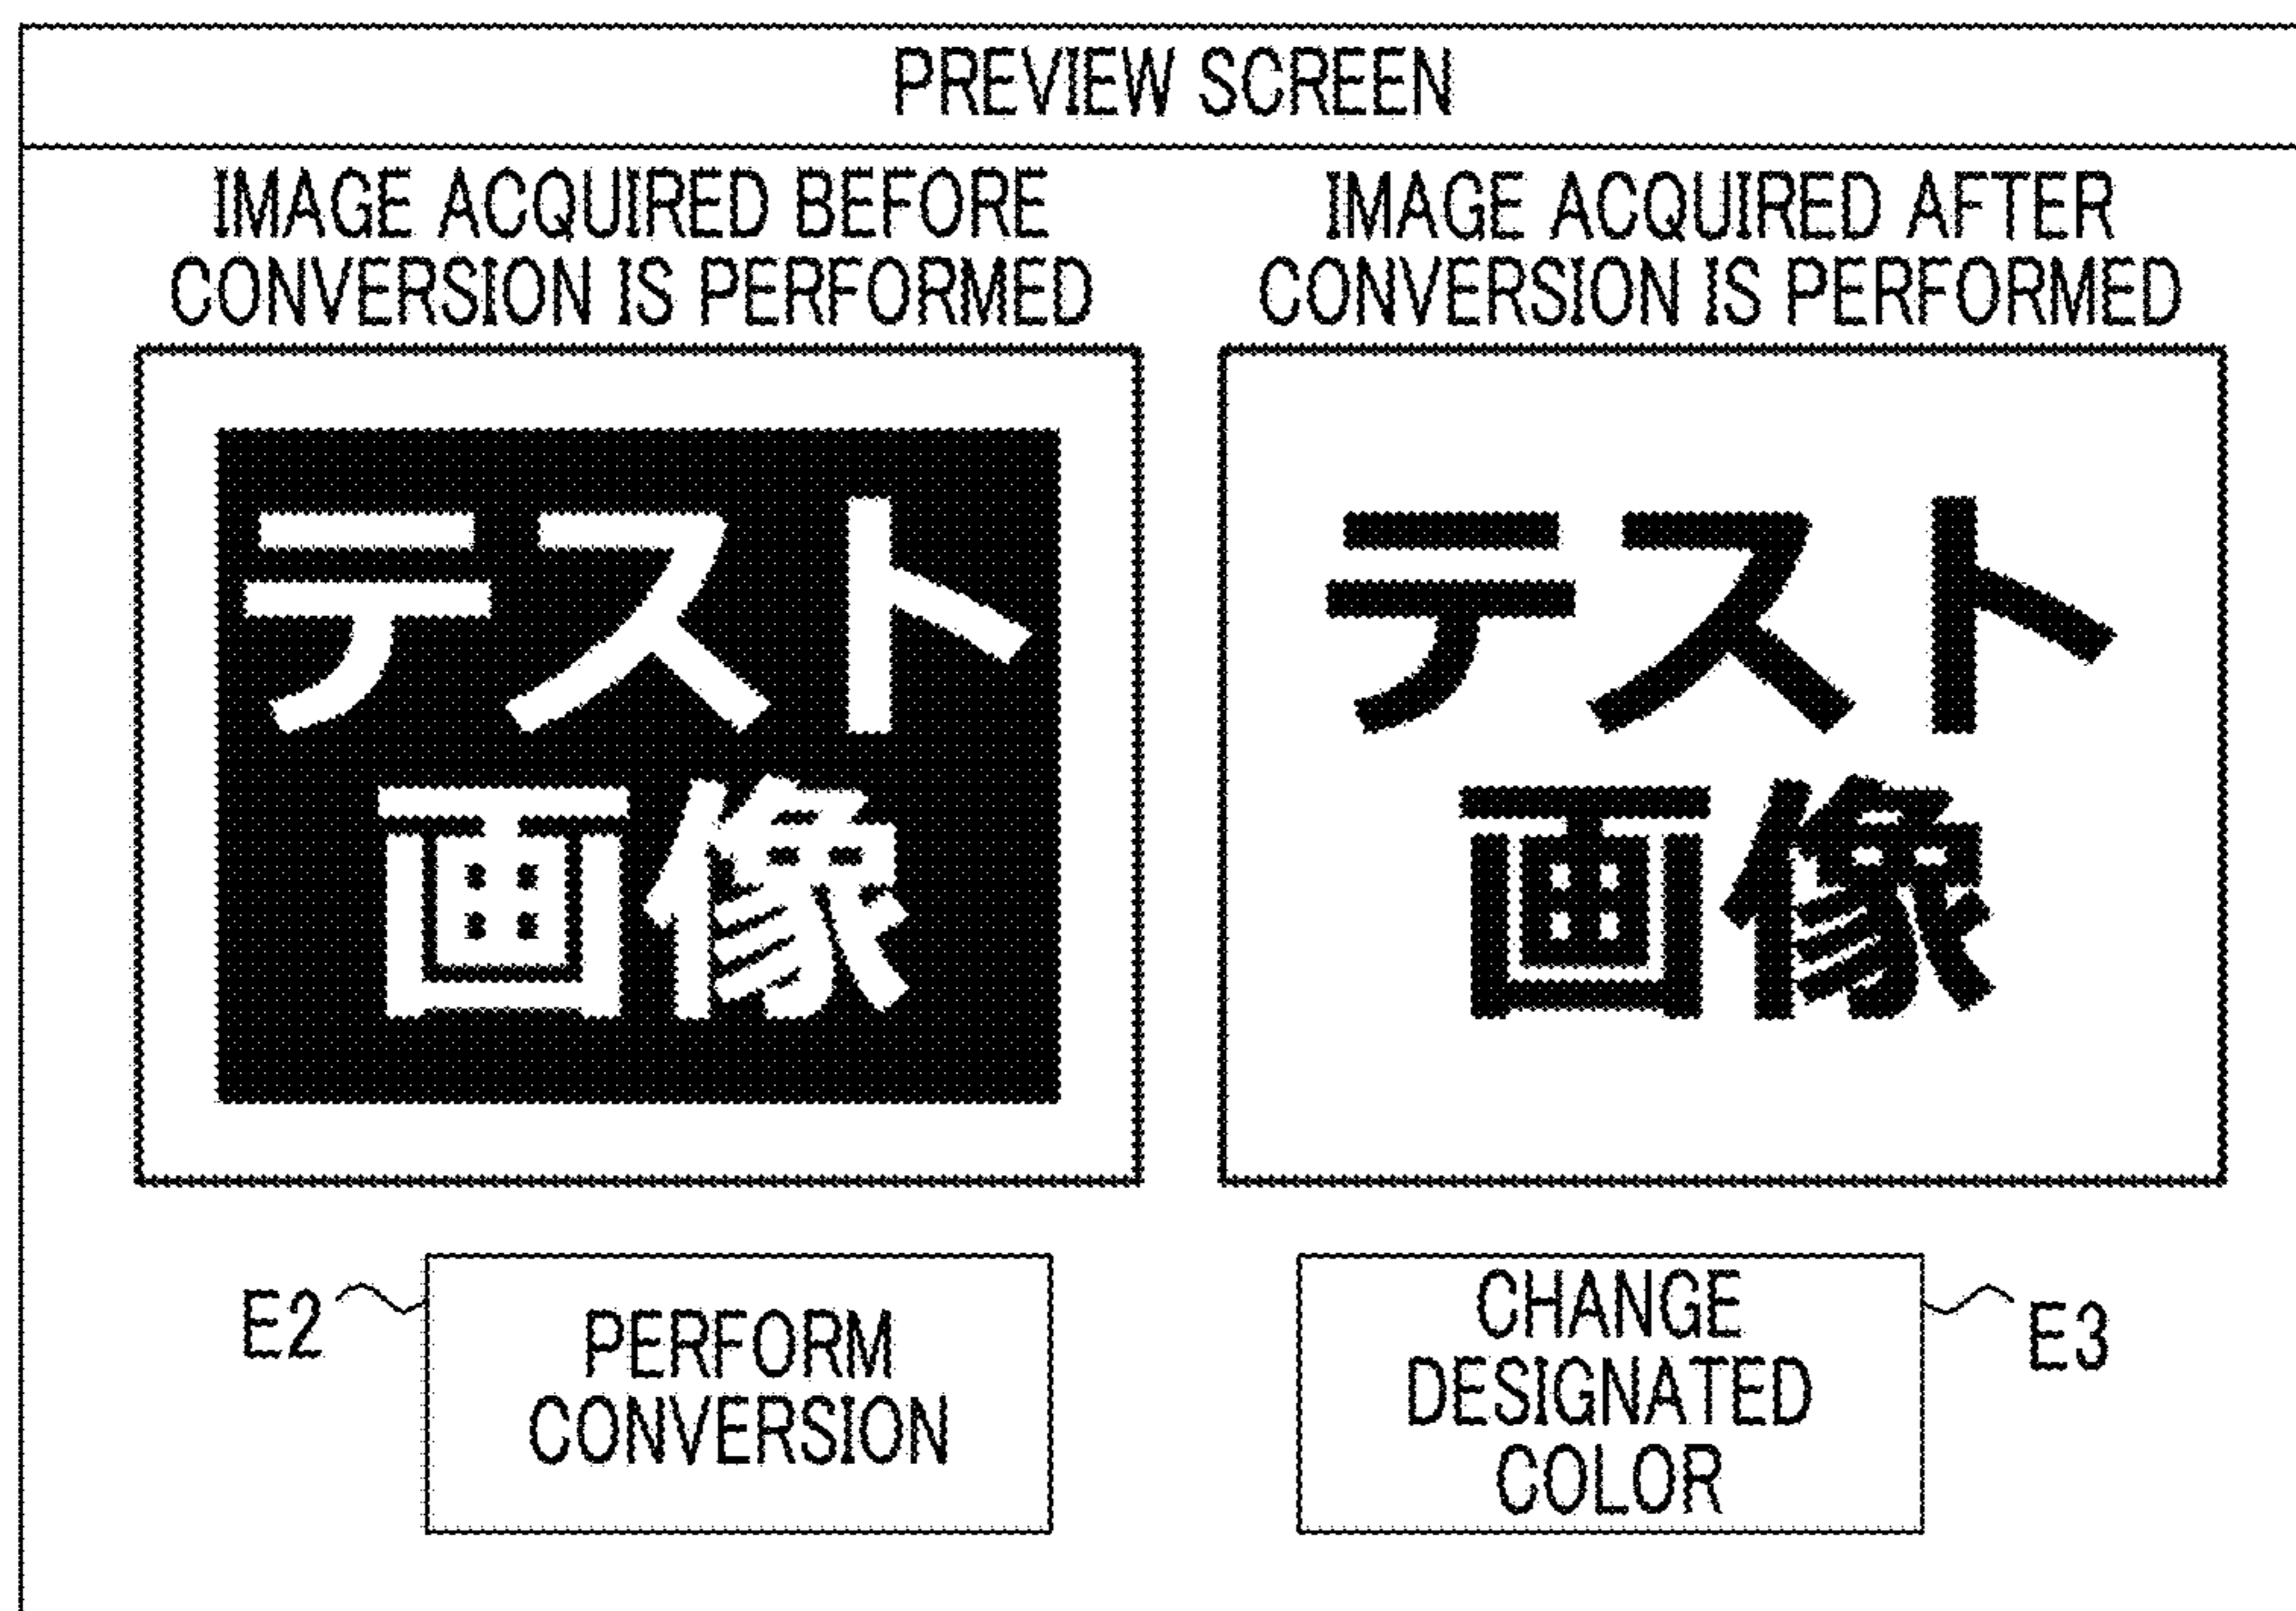 PREVIEW SCREEN
IMAGE ACQUIRED BEFORE
CONVERSION IS PERFORMED
テスト
画像
IMAGE ACQUIRED AFTER
CONVERSION IS PERFORMED
テスト
画像
E2
PERFORM
CONVERSION
CHANGE
DESIGNATED
COLOR
E3